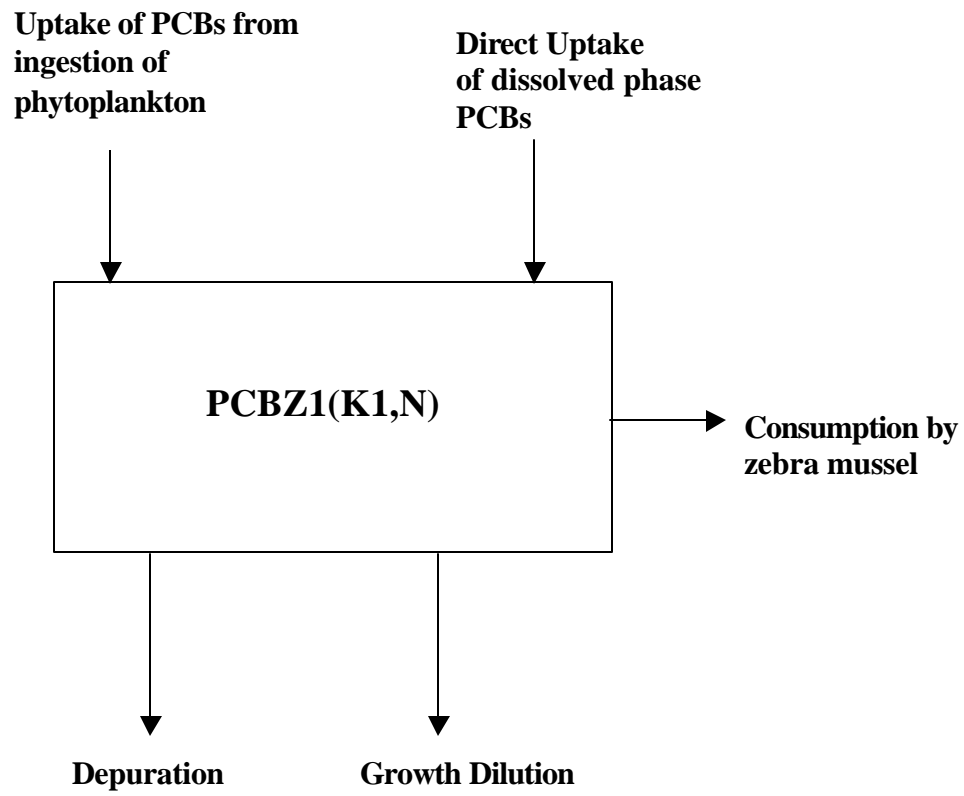 Uptake of PCBs from
ingestion of
phytoplankton
Direct Uptake
of dissolved phase
PCBs
PCBZ1(K1,N)
Consumption by
zebra mussel
Depuration
Growth Dilution